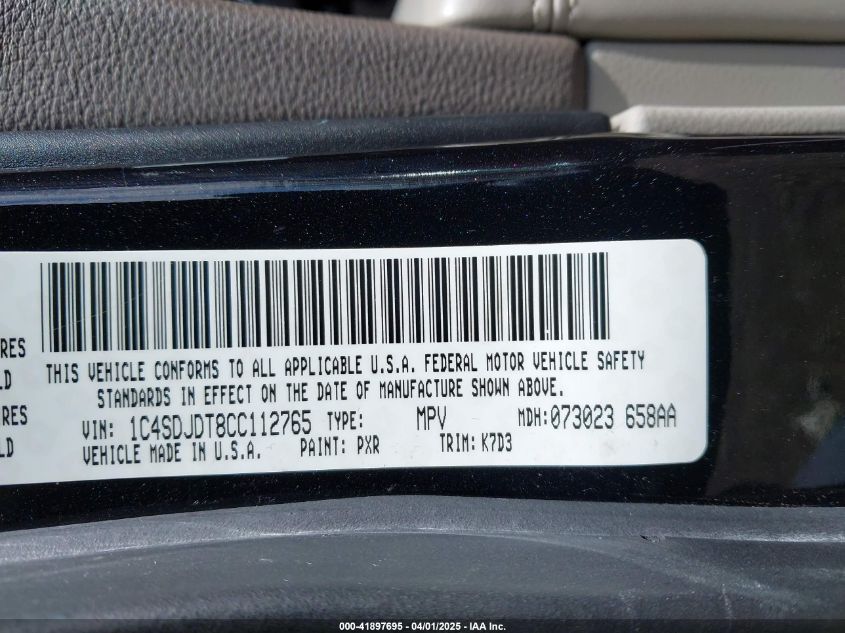 RES
LD
RES
LD
THIS VEHICLE CONFORMS TO ALL APPLICABLE U.S.A. FEDERAL MOTOR VEHICLE SAFETY
STANDARDS IN EFFECT ON THE DATE OF MANUFACTURE SHOWN ABOVE.
VIN: 1C4SDJDT8CC112765 TYPE: MPV MDH:073023 658AA
VEHICLE MADE IN U.S.A. PAINT: PXR TRIM: K7D3
000-41897695 - 04/01/2025 - IAA Inc.